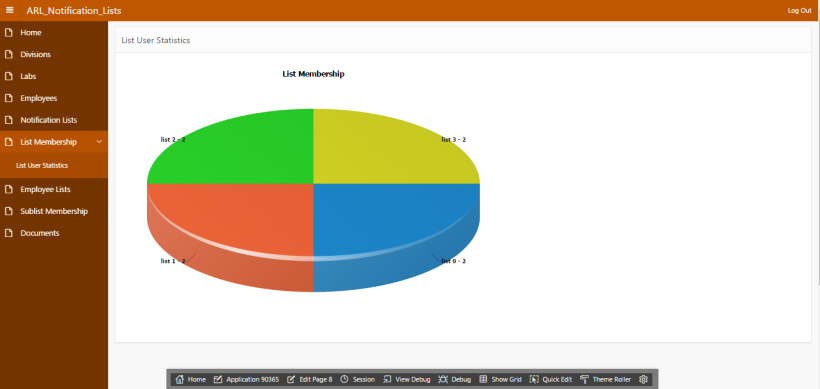 ARL_Notification_Lists
Log Out
Home
Divisions
Labs
Employees
Notification Lists
List Membership
List User Statistics
Employee Lists
Sublist Membership
Documents
List User Statistics
List Membership
list 2 - 2
list 3 - 2
list 1 - 2
list 0 - 2
Home Application 90365 Edit Page 8 Session View Debug Debug Show Grid Quick Edit Theme Roller